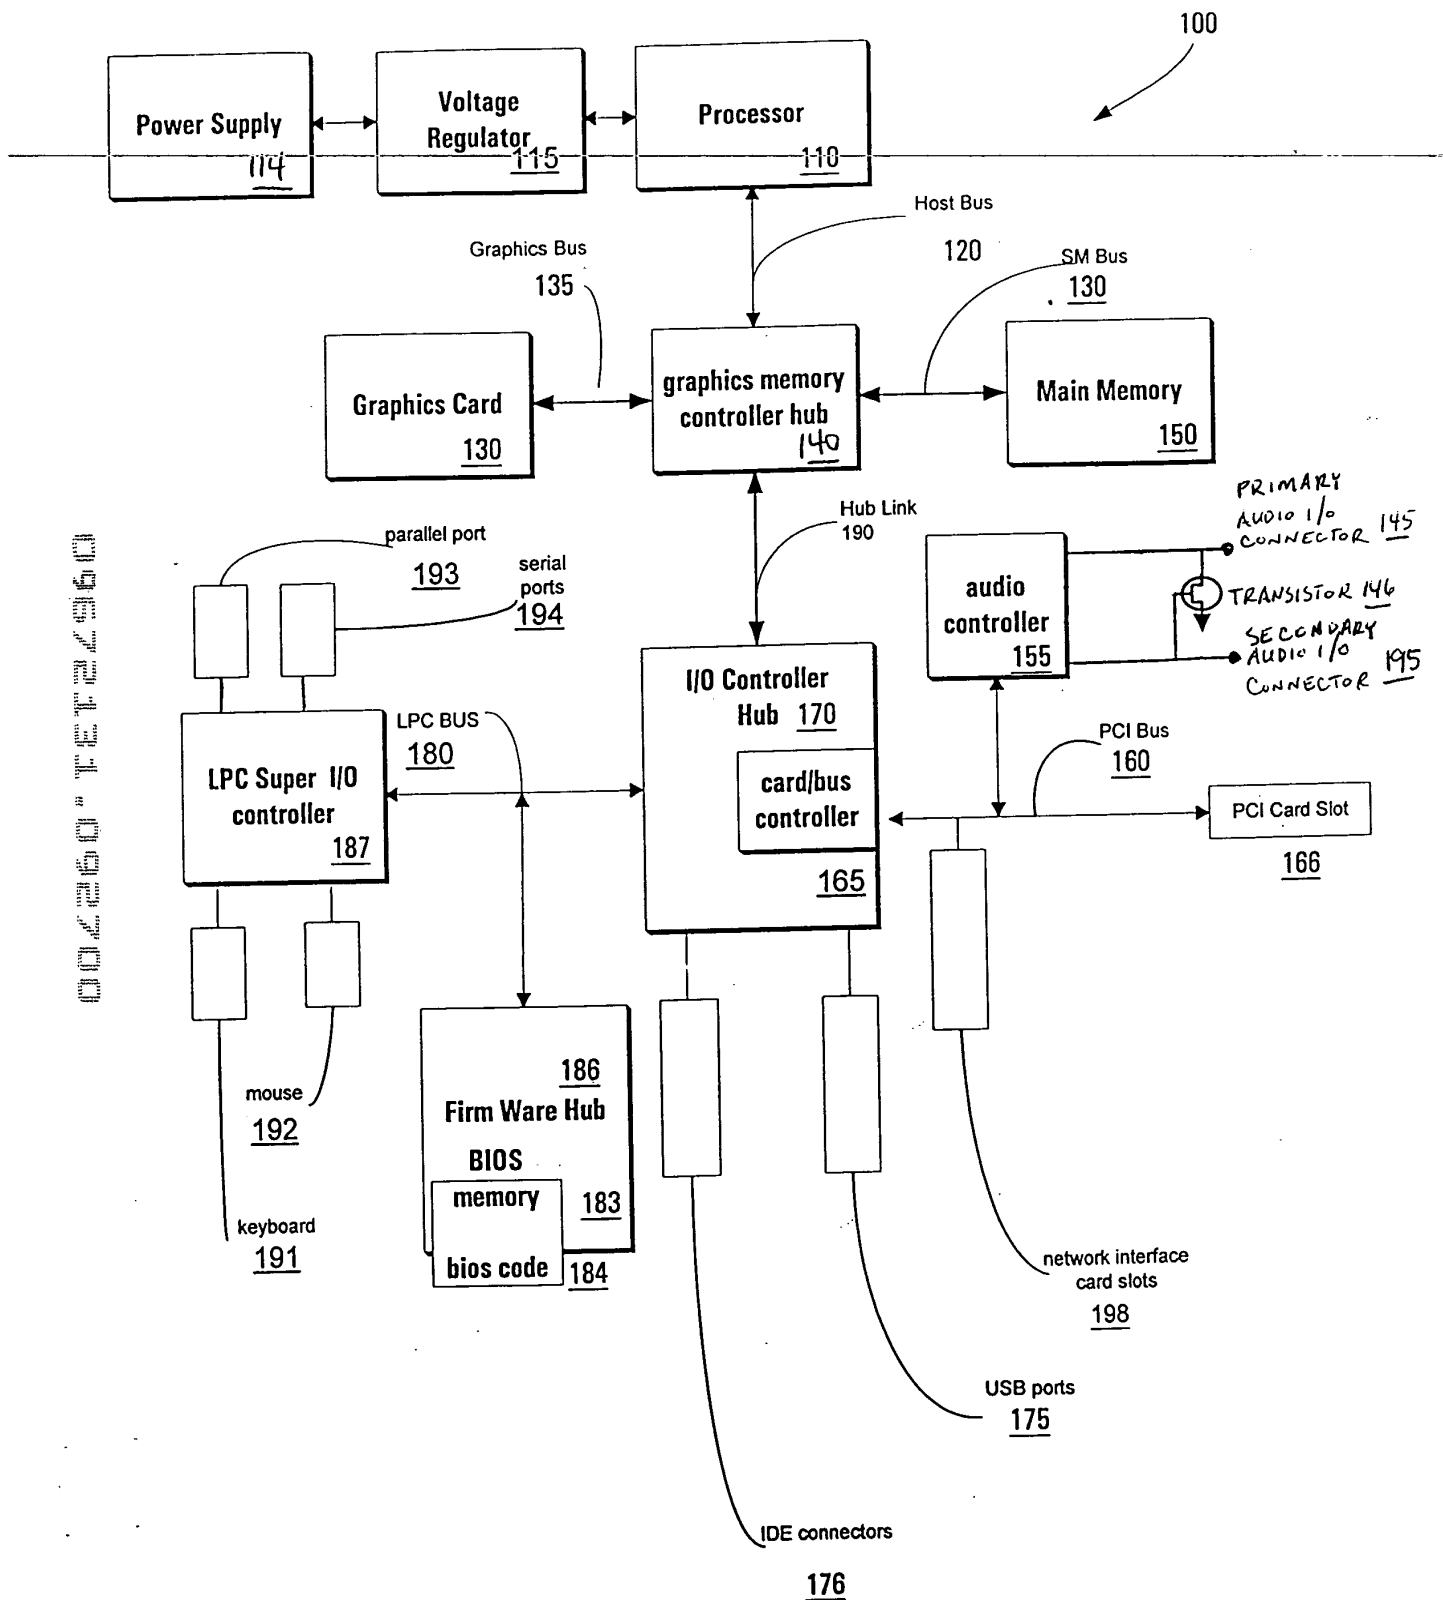 100
Power Supply
114
Voltage
Regulator
115
Processor
110
Host Bus
120
Graphics Bus
135
SM Bus
130
Graphics Card
130
graphics memory
controller hub
140
Main Memory
150
Hub Link
190
PRIMARY
AUDIO I/O
CONNECTOR 145
TRANSISTOR 146
SECONDARY
AUDIO I/O
CONNECTOR 195
audio
controller
155
parallel port
193
serial
ports
194
I/O Controller
Hub 170
card/bus
controller
165
LPC BUS
180
LPC Super I/O
controller
187
PCI Bus
160
PCI Card Slot
166
mouse
192
keyboard
191
186
Firm Ware Hub
BIOS
memory
183
bios code
184
network interface
card slots
198
USB ports
175
IDE connectors
176